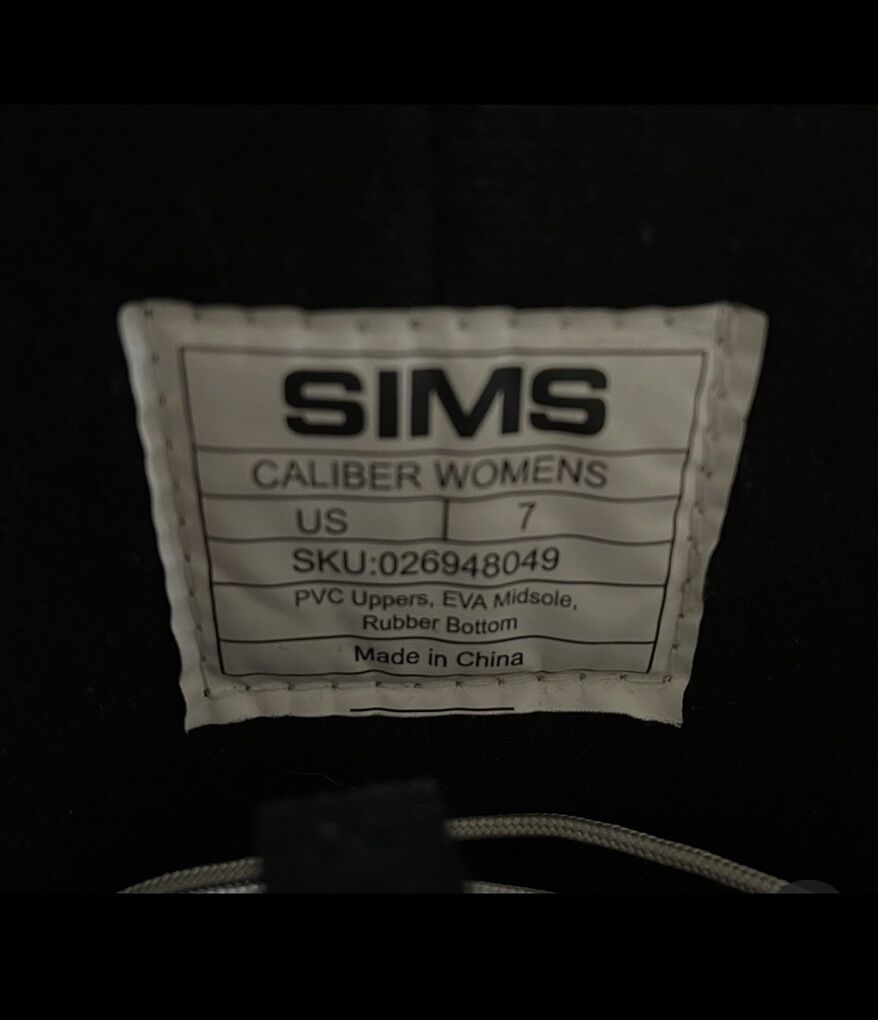 SIMS
CALIBER WOMENS
US 7
SKU:026948049
PVC Uppers, EVA Midsole,
Rubber Bottom
Made in China